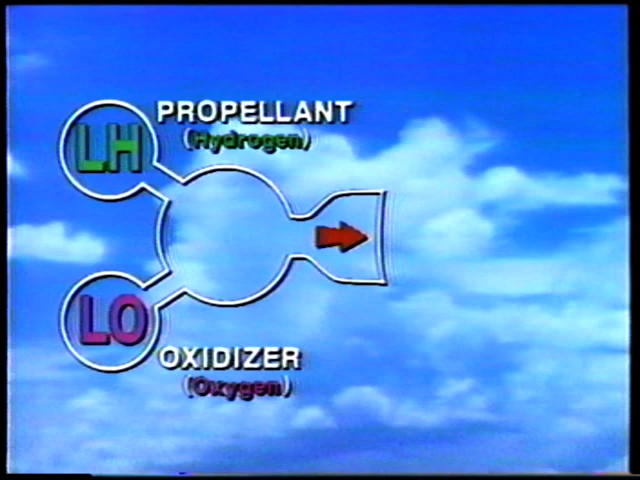 PROPELLANT
(Hydrogen)
LH
LO
OXIDIZER
(Oxygen)